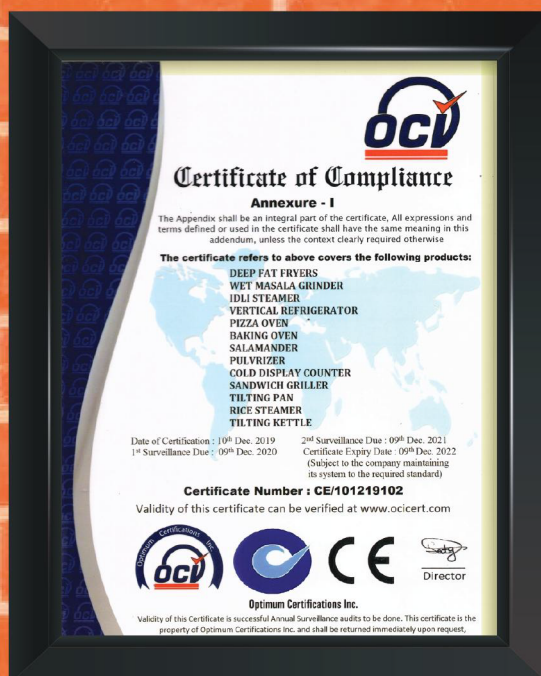 OCI
Certificate of Compliance
Annexure - I
The Appendix shall be an integral part of the certificate, All expressions and
terms defined or used in the certificate shall have the same meaning in this
addendum, unless the context clearly required otherwise
The certificate refers to above covers the following products:
DEEP FAT FRYERS
WET MASALA GRINDER
IDLI STEAMER
VERTICAL REFRIGERATOR
PIZZA OVEN
BAKING OVEN
SALAMANDER
PULVRIZER
COLD DISPLAY COUNTER
SANDWICH GRILLER
TILTING PAN
RICE STEAMER
TILTING KETTLE
Date of Certification : 10th Dec. 2019
1st Surveillance Due : 09th Dec. 2020
2nd Surveillance Due : 09th Dec. 2021
Certificate Expiry Date : 09th Dec. 2022
(Subject to the company maintaining
its system to the required standard)
Certificate Number : CE/101219102
Validity of this certificate can be verified at www.ocicert.com
Optimum Certifications Inc.
OCI
CE
Director
Optimum Certifications Inc.
Validity of this Certificate is successful Annual Surveillance audits to be done. This certificate is the
property of Optimum Certifications Inc. and shall be returned immediately upon request,